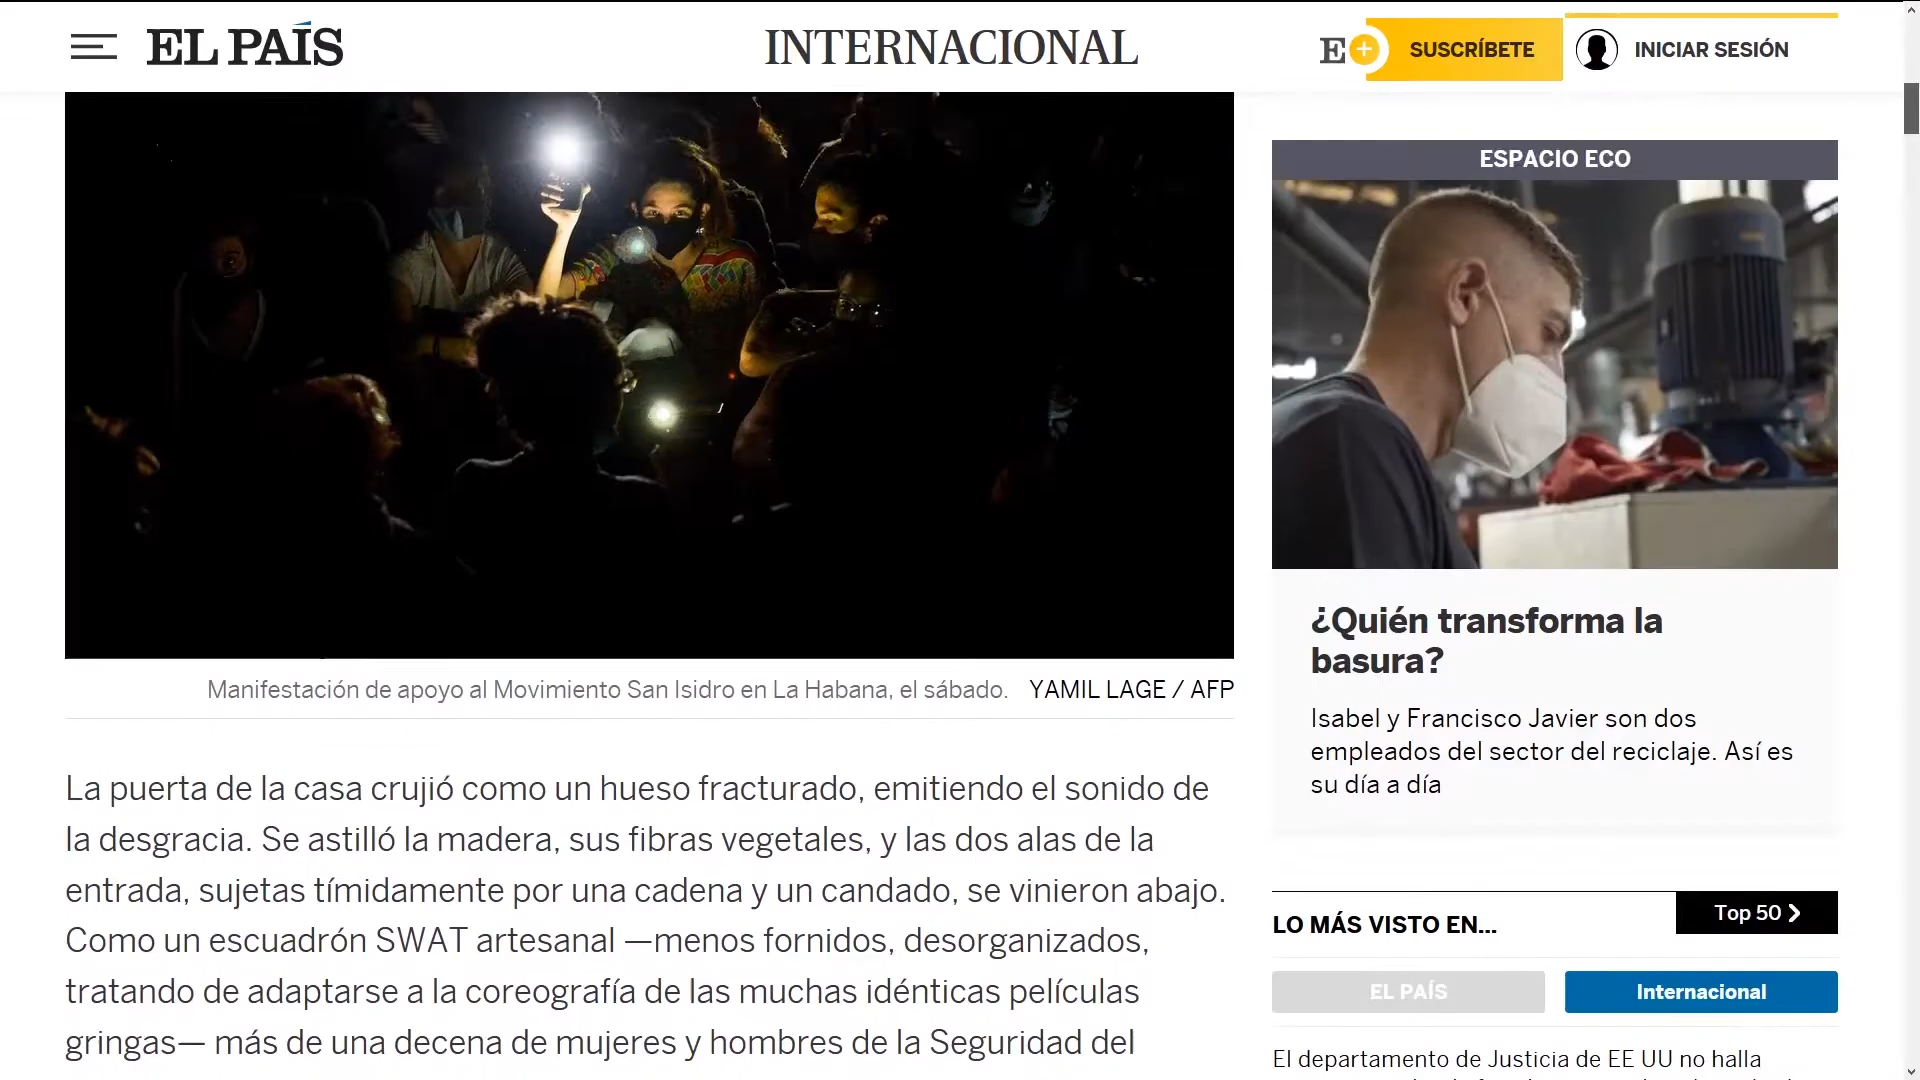 EL PAÍS
INTERNACIONAL
E+ SUSCRÍBETE
INICIAR SESIÓN
Manifestación de apoyo al Movimiento San Isidro en La Habana, el sábado. YAMIL LAGE / AFP
La puerta de la casa crujió como un hueso fracturado, emitiendo el sonido de
la desgracia. Se astilló la madera, sus fibras vegetales, y las dos alas de la
entrada, sujetas tímidamente por una cadena y un candado, se vinieron abajo.
Como un escuadrón SWAT artesanal —menos fornidos, desorganizados,
tratando de adaptarse a la coreografía de las muchas idénticas películas
gringas— más de una decena de mujeres y hombres de la Seguridad del
ESPACIO ECO
¿Quién transforma la
basura?
Isabel y Francisco Javier son dos
empleados del sector del reciclaje. Así es
su día a día
LO MÁS VISTO EN...
Top 50
EL PAÍS
Internacional
El departamento de Justicia de EE UU no halla